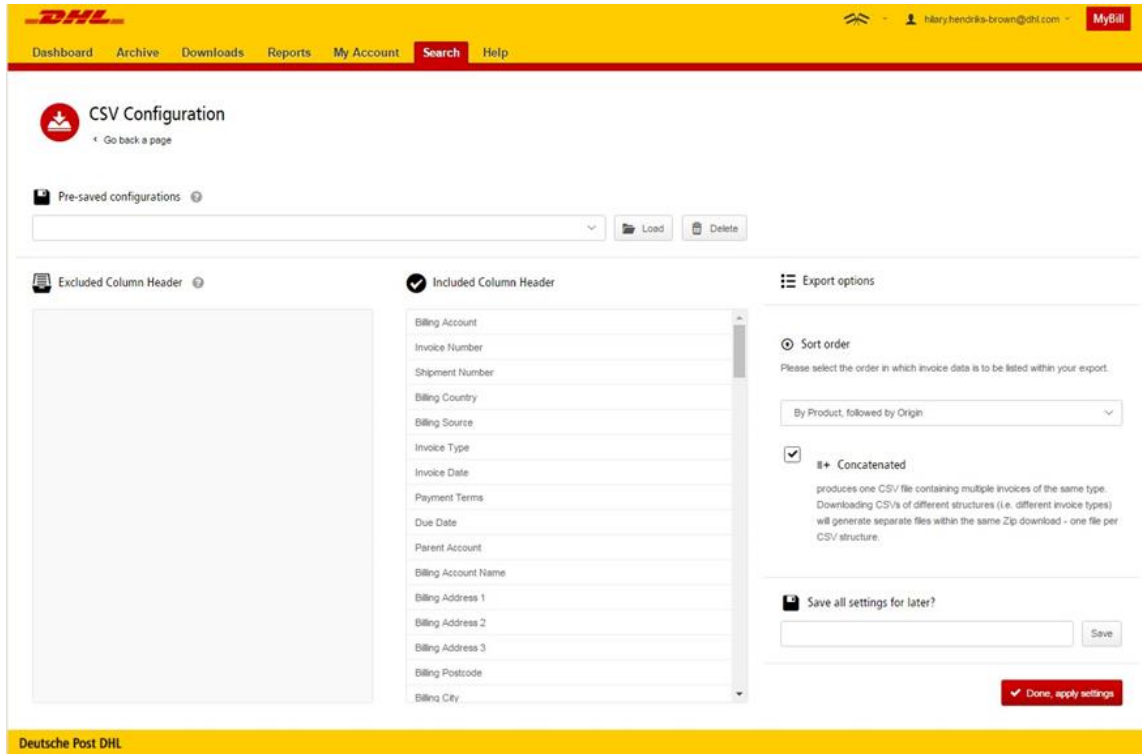 DHL
hilary.hendriks-brown@dhl.com
MyBill
Dashboard Archive Downloads Reports My Account Search Help
CSV Configuration
Go back a page
Pre-saved configurations
Load Delete
Excluded Column Header
Included Column Header
Billing Account
Invoice Number
Shipment Number
Billing Country
Billing Source
Invoice Type
Invoice Date
Payment Terms
Due Date
Parent Account
Billing Account Name
Billing Address 1
Billing Address 2
Billing Address 3
Billing Postcode
Billing City
Export options
Sort order
Please select the order in which invoice data is to be listed within your export.
By Product, followed by Origin
Concatenated
produces one CSV file containing multiple invoices of the same type.
Downloading CSVs of different structures (i.e. different invoice types)
will generate separate files within the same Zip download - one file per
CSV structure.
Save all settings for later?
Save
Done, apply settings
Deutsche Post DHL